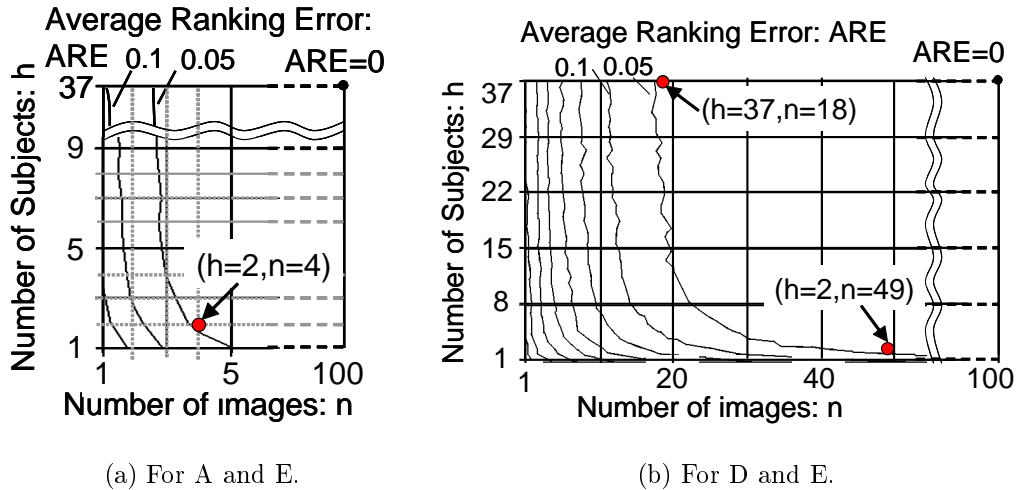 Average Ranking Error:
ARE 0.1 0.05 ARE=0
Number of Subjects: h
37
9
5
1
(h=2,n=4)
1 5 100
Number of images: n
(a) For A and E.
Average Ranking Error: ARE
0.1 0.05 ARE=0
Number of Subjects: h
37
29
22
15
8
1
(h=37,n=18)
(h=2,n=49)
1 20 40 100
Number of images: n
(b) For D and E.